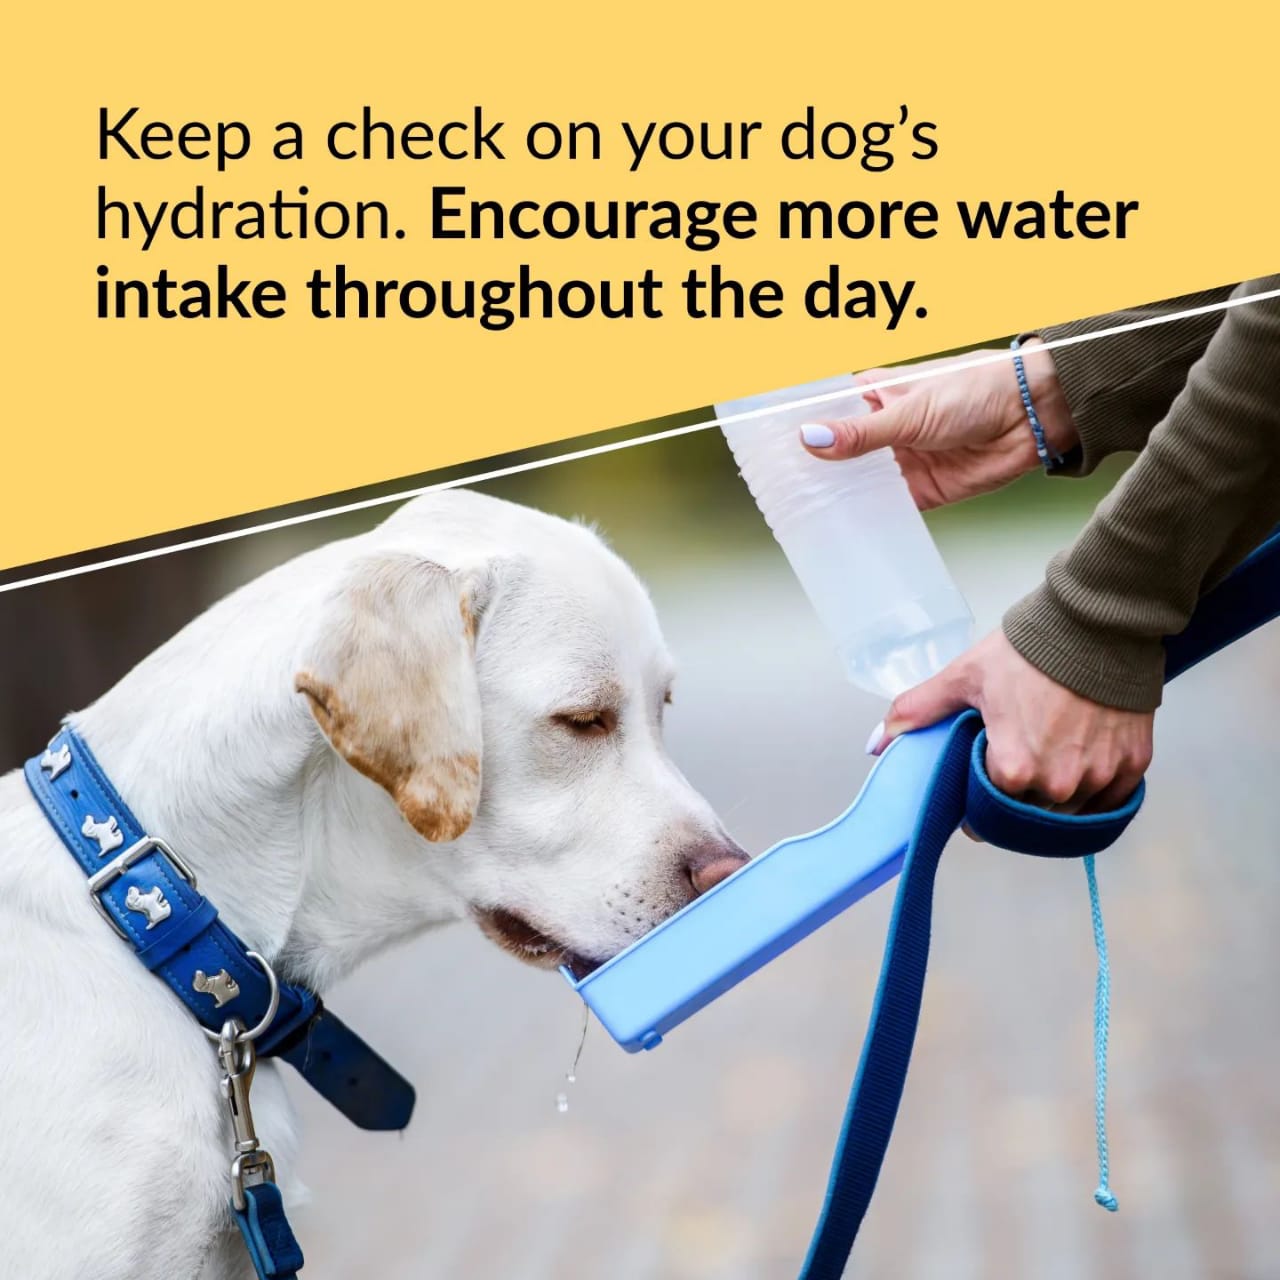 Keep a check on your dog’s
hydration. Encourage more water
intake throughout the day.